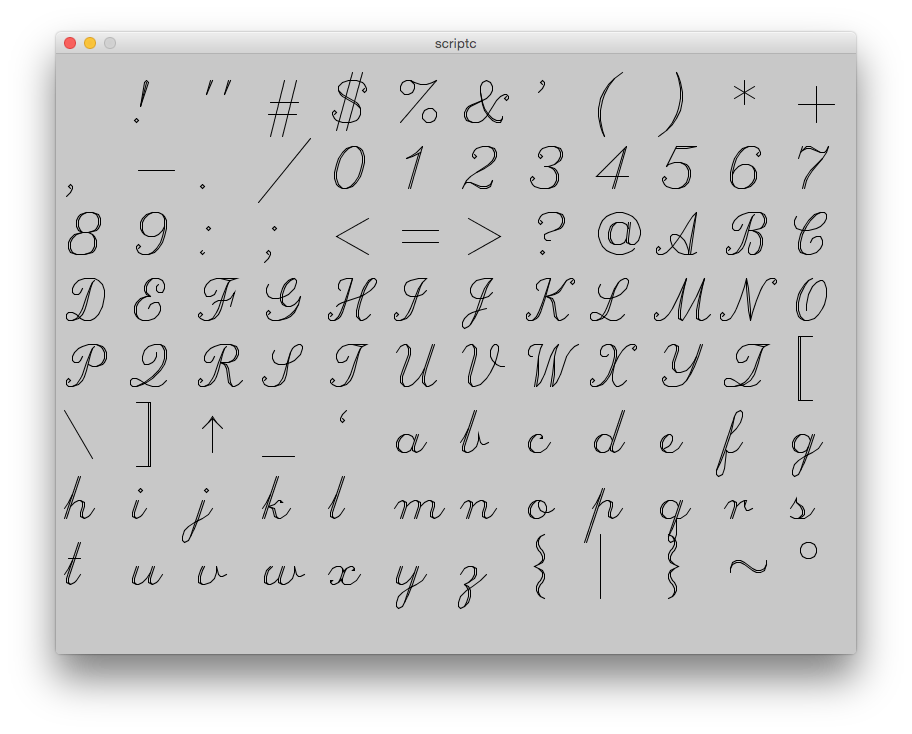 scriptc
! " # $ % & ’ ( ) * +
, – . / 0 1 2 3 4 5 6 7
8 9 : ; < = > ? @ A B C
D E F G H I J K L M N O
P Q R S T U V W X Y Z [
\ ] ↑ _ ‘ a b c d e f g
h i j k l m n o p q r s
t u v w x y z { | } ~ °